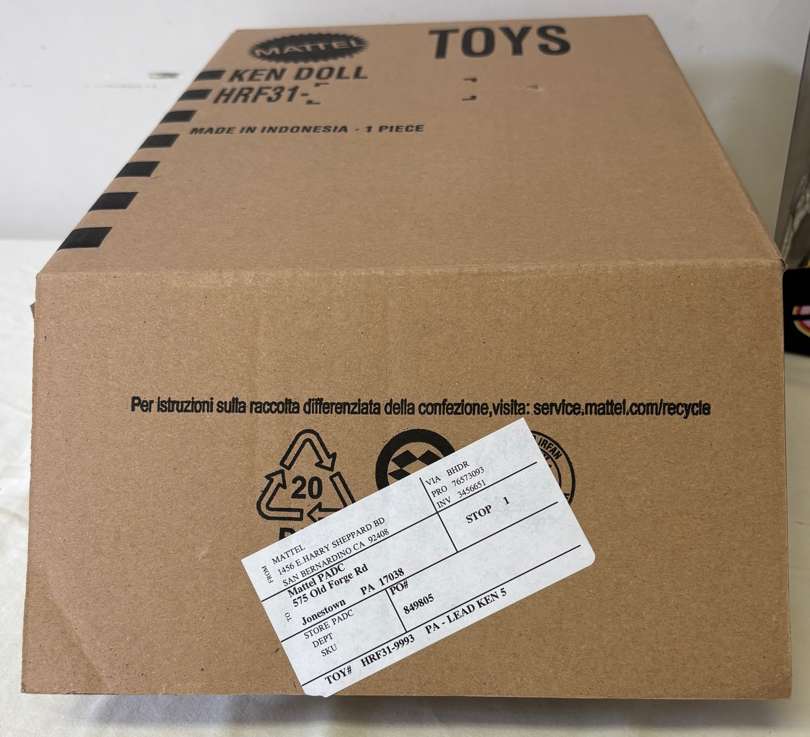 MATTEL
TOYS
KEN DOLL
HRF31-
MADE IN INDONESIA - 1 PIECE
Per istruzioni sulla raccolta differenziata della confezione,visita: service.mattel.com/recycle
20
FROM
MATTEL
1456 E.HARRY SHEPPARD BD
SAN BERNARDINO CA 92408
VIA BHDR
PRO 76573093
INV 3456651
TO
Mattel PADC
575 Old Forge Rd
Jonestown PA 17038
STOP 1
STORE PADC
DEPT
SKU
PO#
849805
TOY# HRF31-9993 PA - LEAD KEN 5